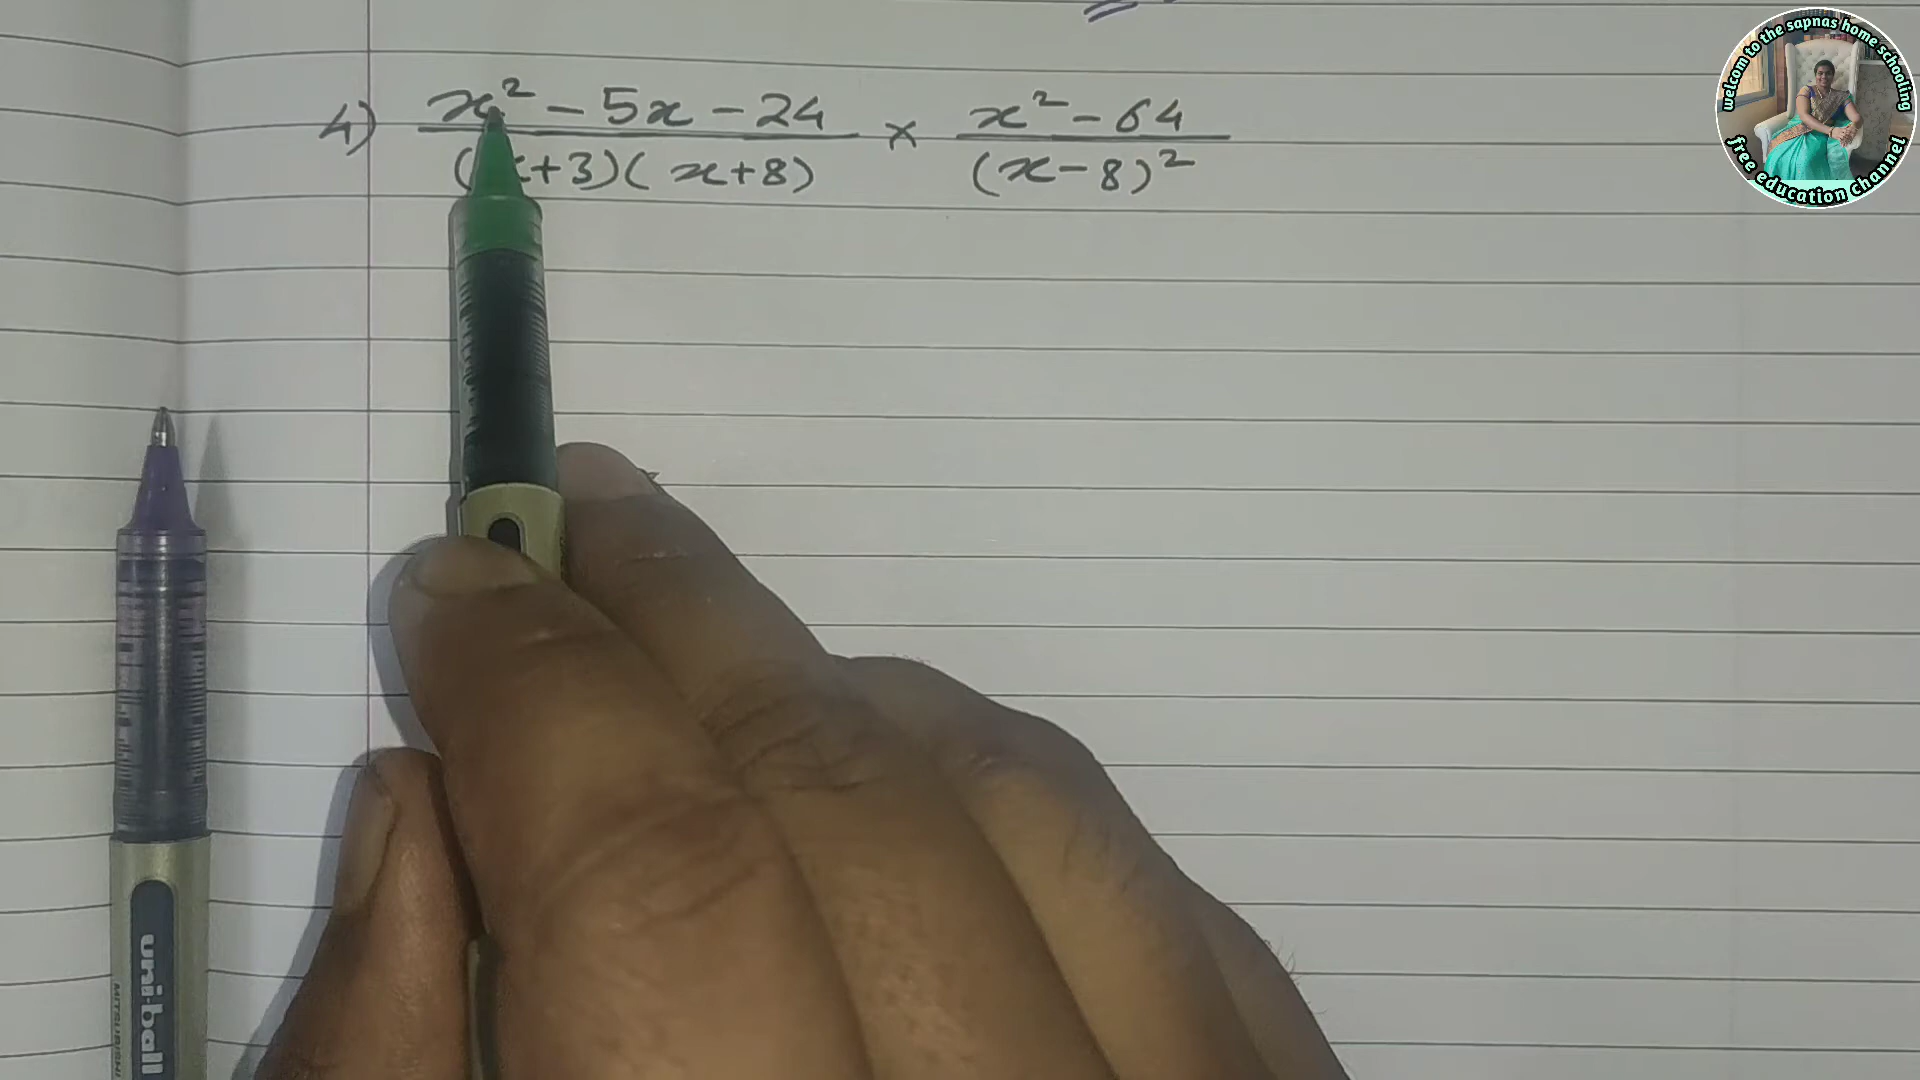 4) x² - 5x - 24 / (x+3)(x+8) × x² - 64 / (x-8)²
welcom to the sapnas home schooling
free education channel
uni-ball